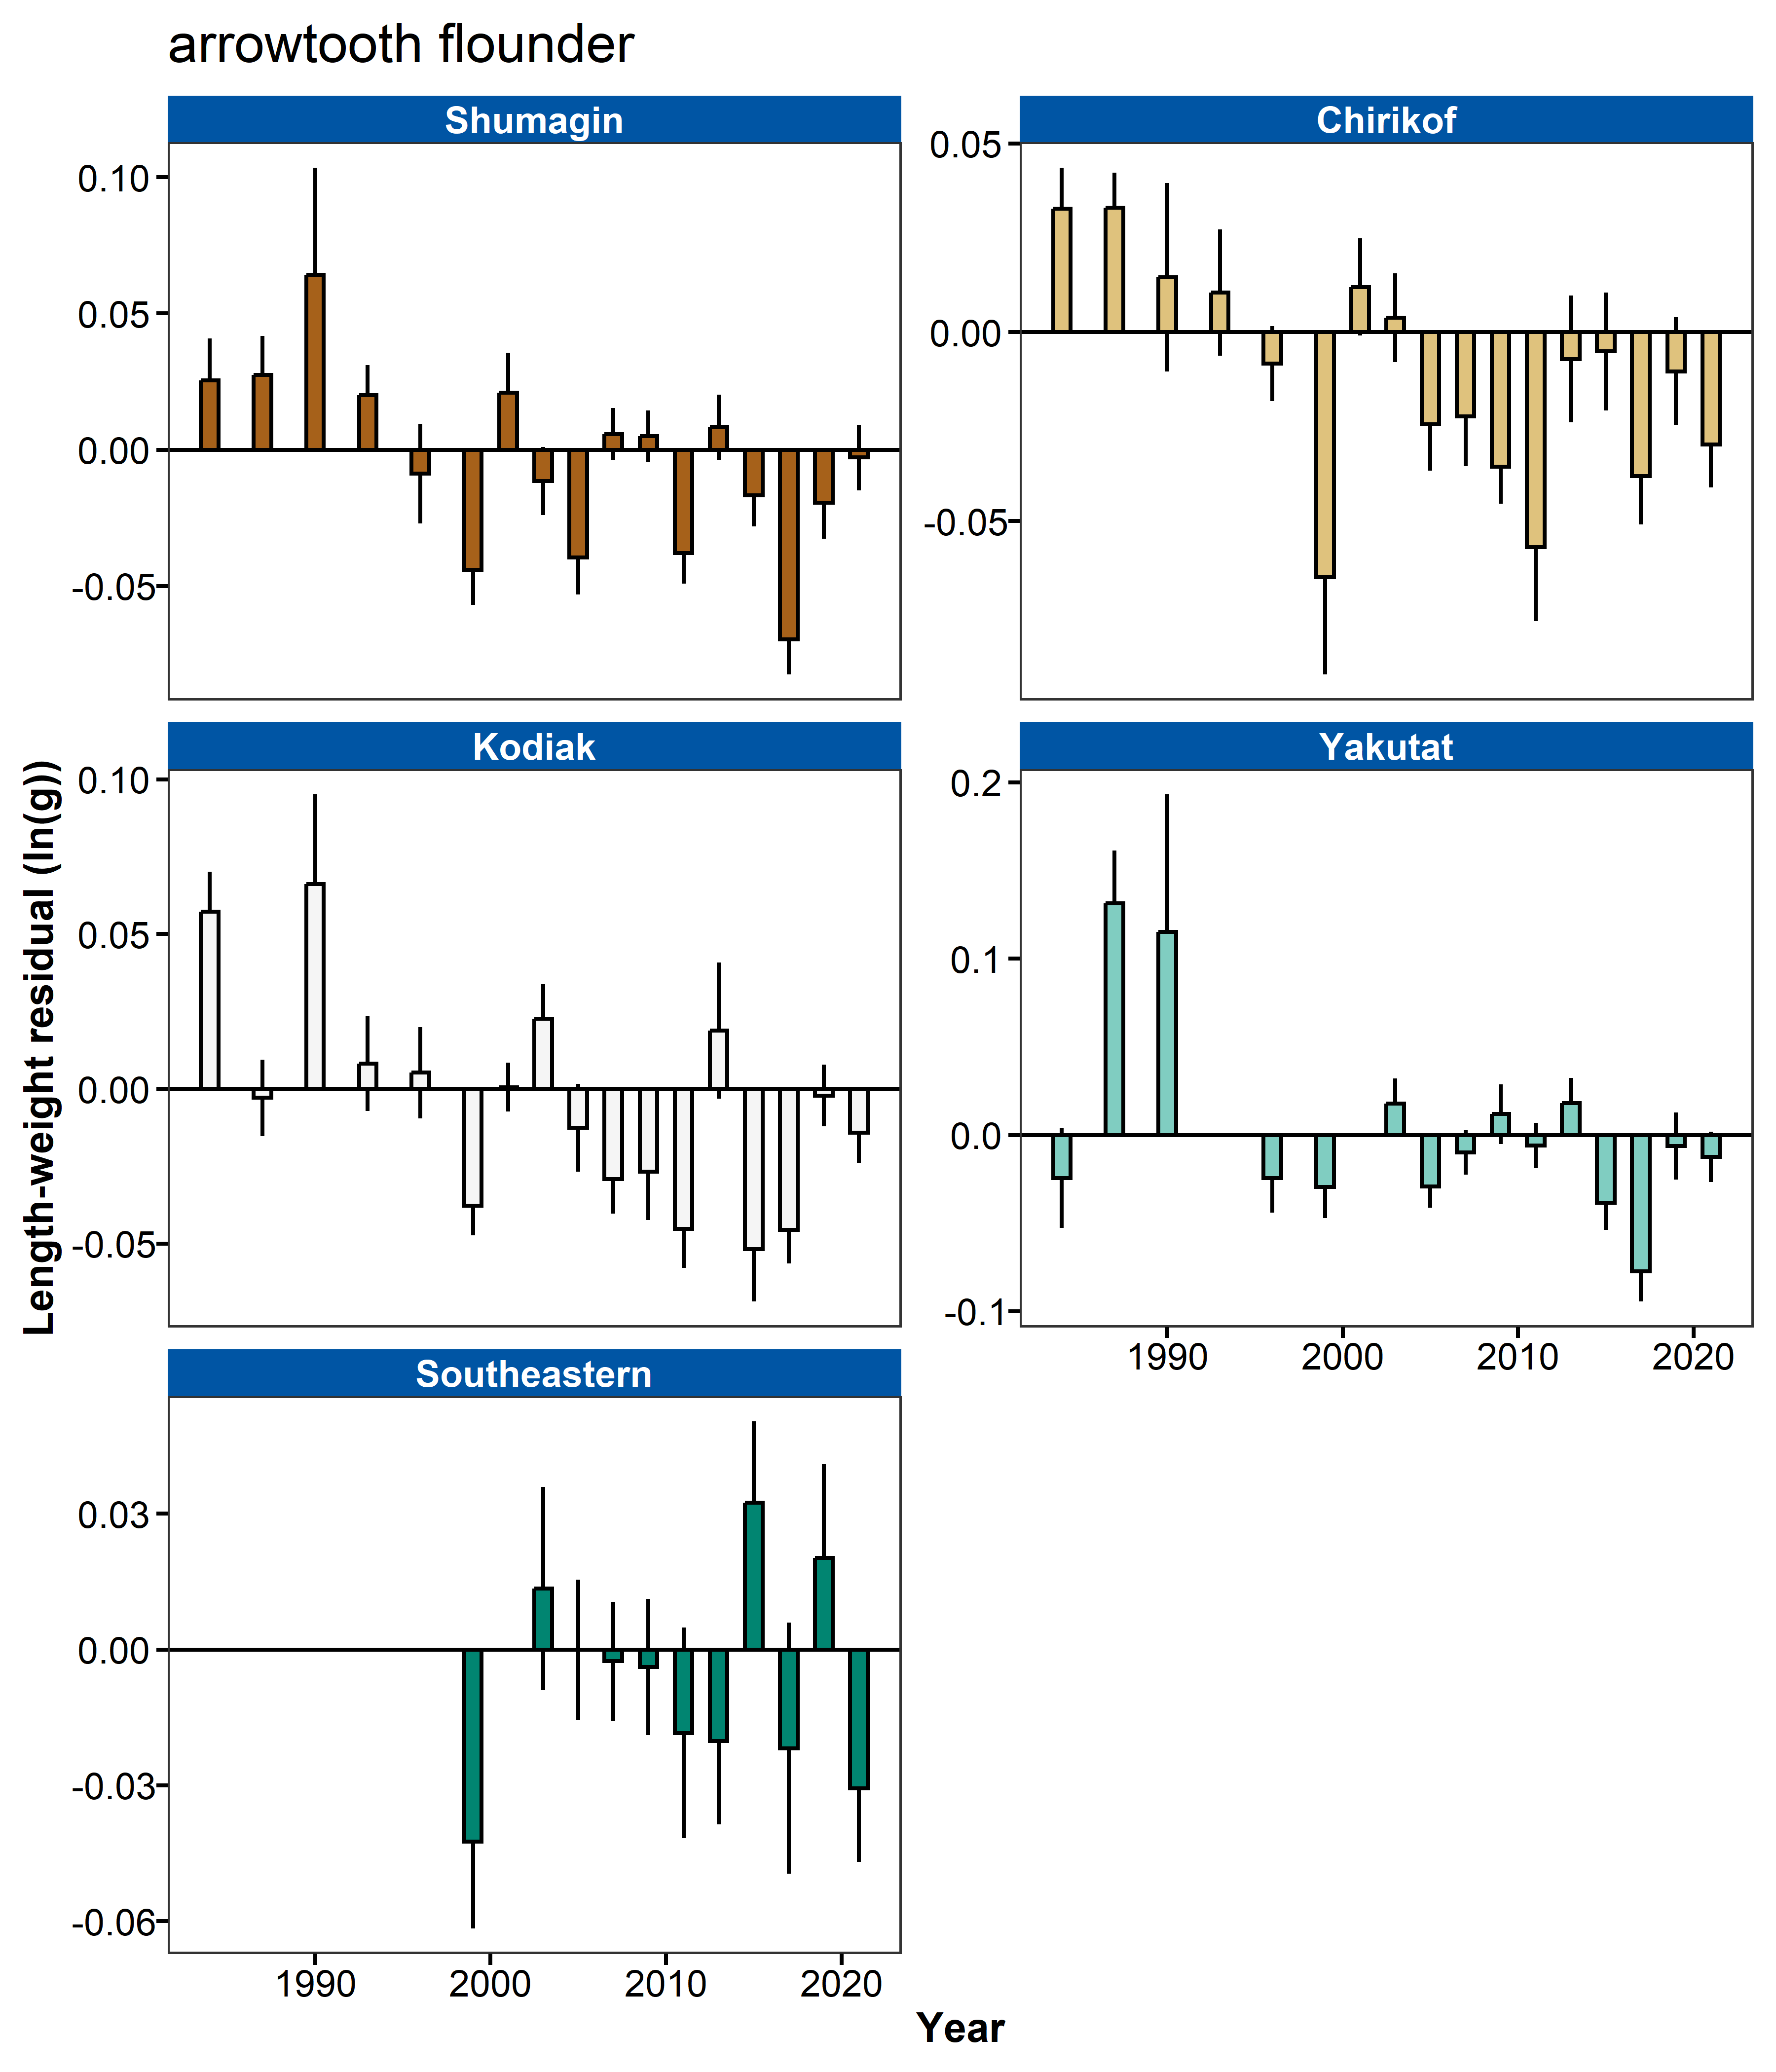 arrowtooth flounder
Shumagin
Chirikof
0.10
0.05
0.00
-0.05
0.05
0.00
-0.05
Kodiak
Yakutat
0.10
0.05
0.00
-0.05
0.2
0.1
0.0
-0.1
1990 2000 2010 2020
Length-weight residual (ln(g))
Southeastern
0.03
0.00
-0.03
-0.06
1990 2000 2010 2020
Year